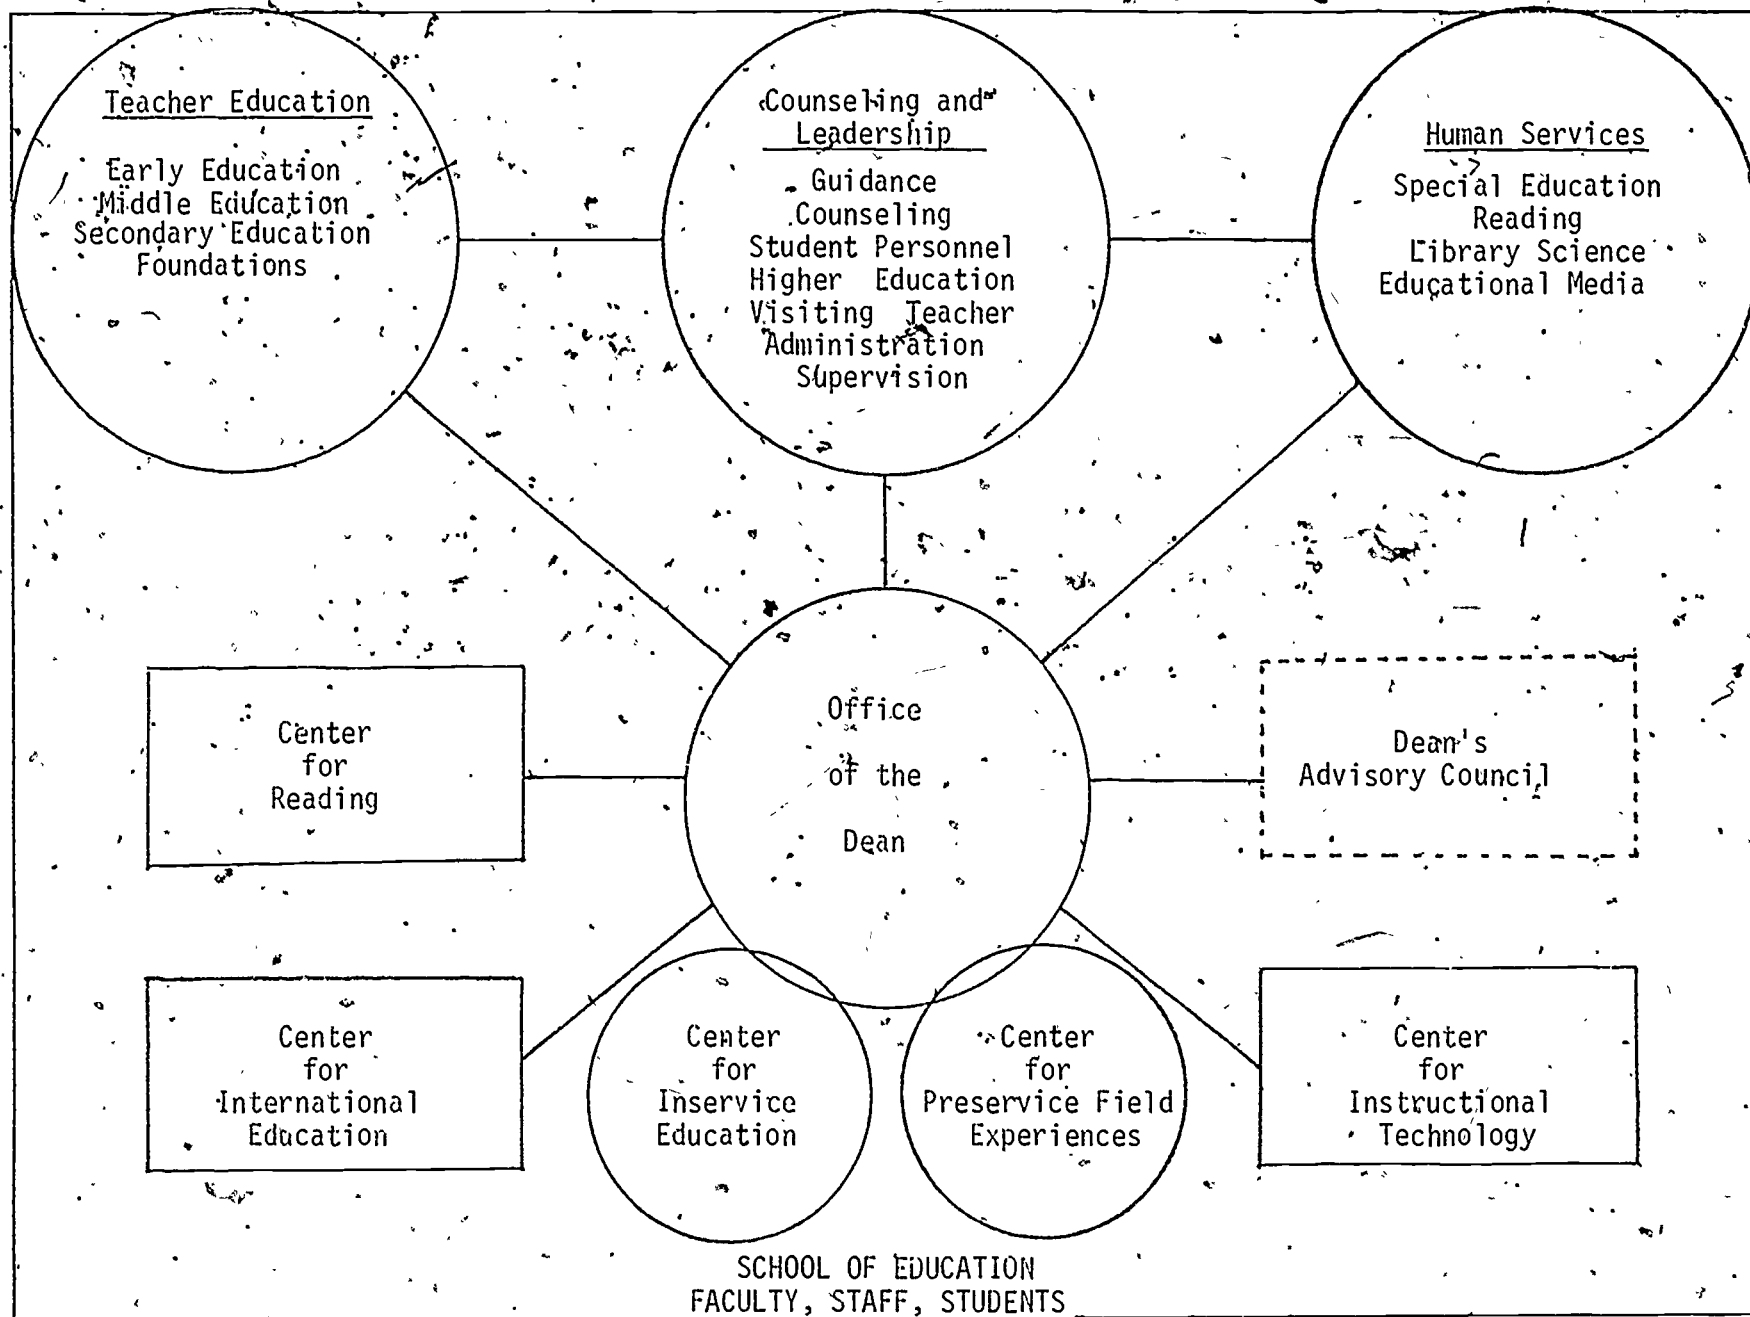 Teacher Education
Early Education
Middle Education
Secondary Education
Foundations
Counseling and
Leadership
Guidance
Counseling
Student Personnel
Higher Education
Visiting Teacher
Administration
Supervision
Human Services
Special Education
Reading
Library Science
Educational Media
Office
of the
Dean
Center
for
Reading
Dean's
Advisory Council
Center
for
International
Education
Center
for
Inservice
Education
Center
for
Preservice Field
Experiences
Center
for
Instructional
Technology
SCHOOL OF EDUCATION
FACULTY, STAFF, STUDENTS